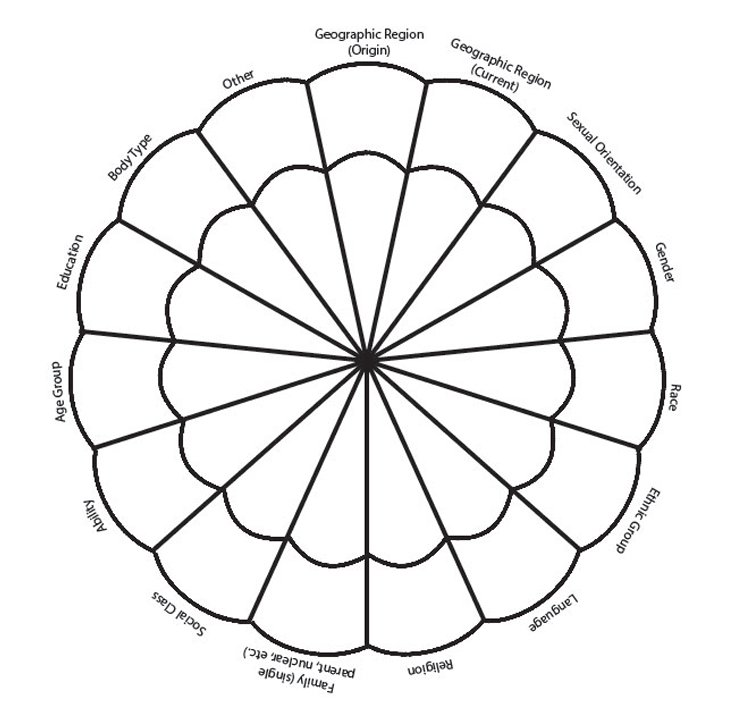 Geographic Region
(Origin)
Geographic Region
(Current)
Sexual Orientation
Gender
Race
Ethnic Group
Language
Religion
Family (single
parent, nuclear, etc.)
Social Class
Ability
Age Group
Education
Body Type
Other